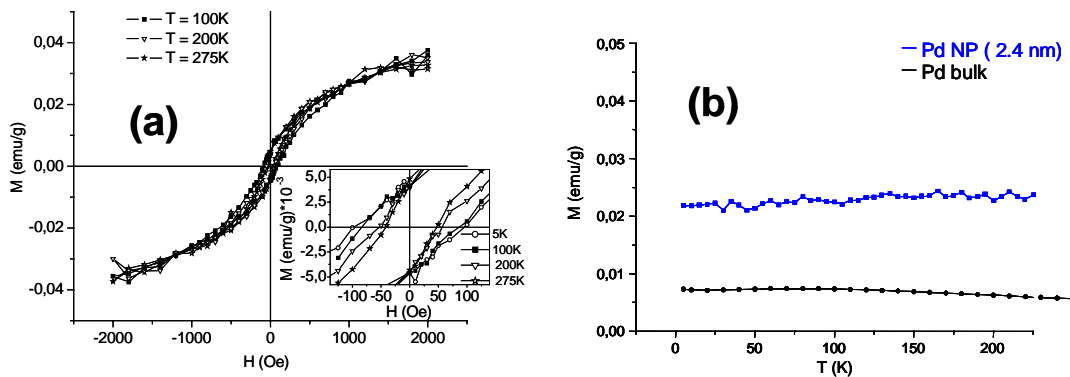 (a)
T = 100K
T = 200K
T = 275K
M (emu/g)
0,04
0,02
0,00
-0,02
-0,04
-2000 -1000 0 1000 2000
H (Oe)
M (emu/g)*10^-3
5,0
2,5
0,0
-2,5
-5,0
-100 -50 0 50 100
H (Oe)
5K
100K
200K
275K
(b)
Pd NP ( 2.4 nm)
Pd bulk
M (emu/g)
0,05
0,04
0,03
0,02
0,01
0,00
0 50 100 150 200
T (K)